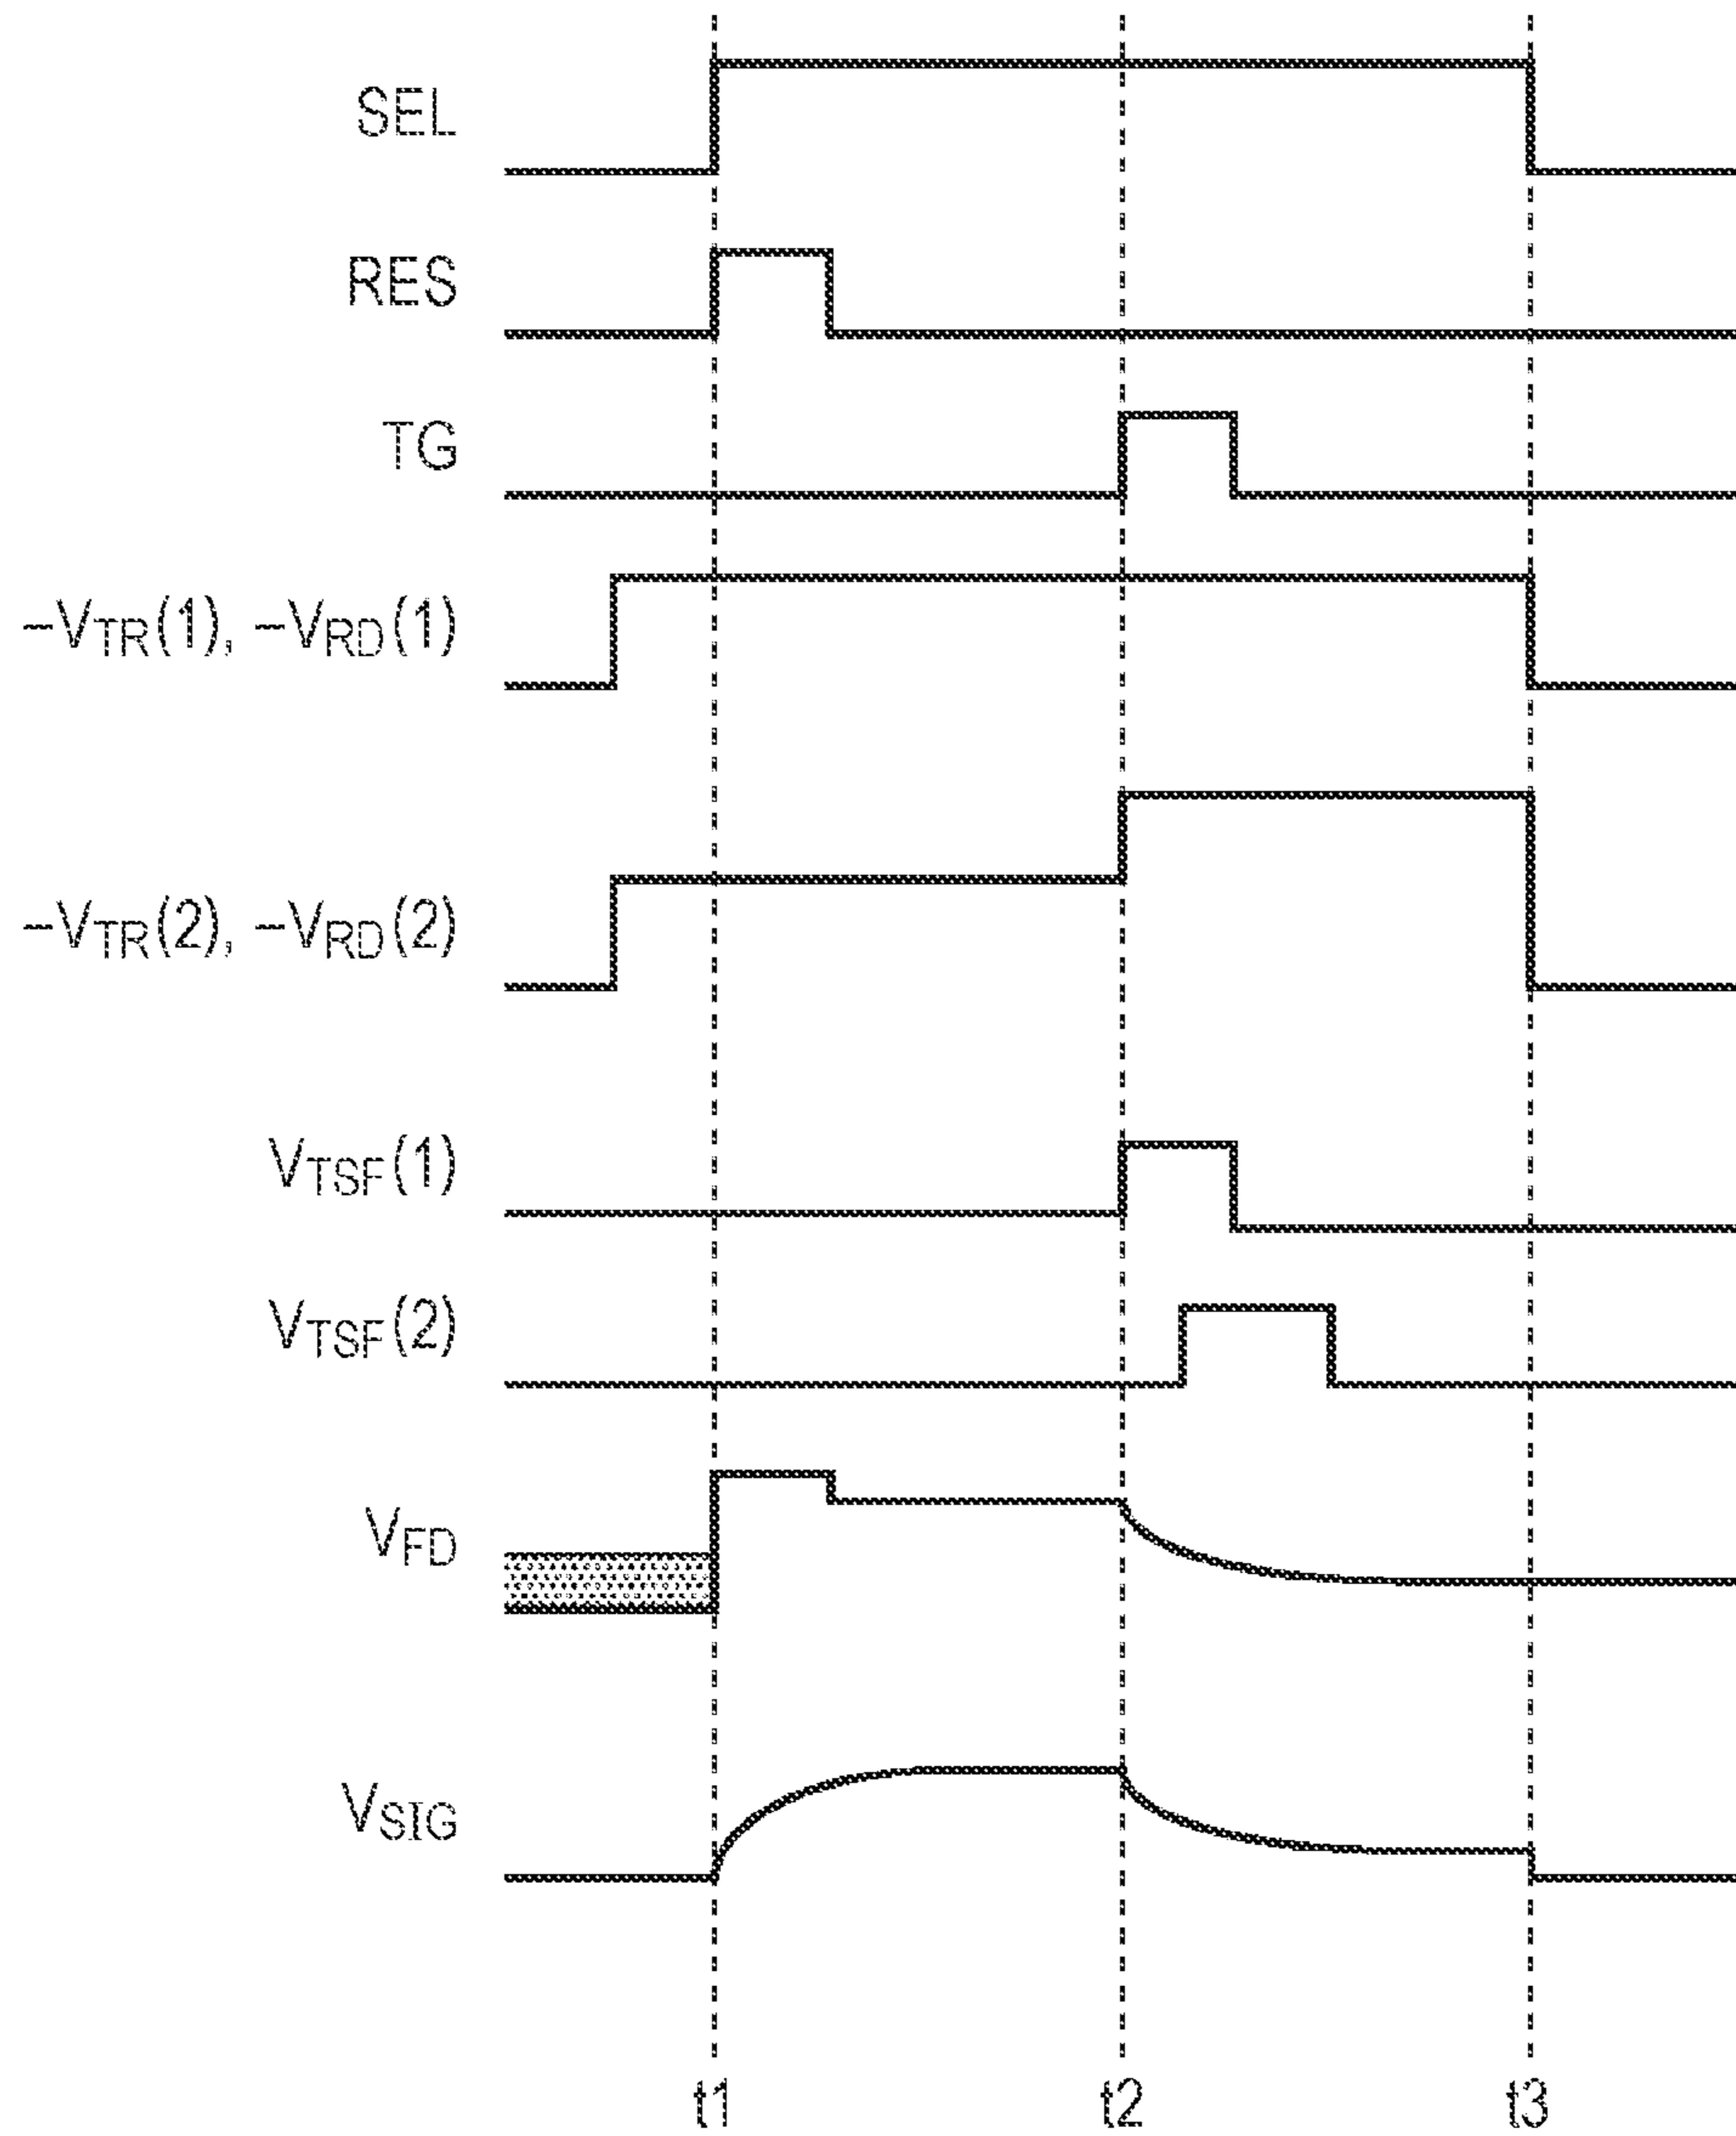 SEL
RES
TG
–VTR(1), –VRD(1)
–VTR(2), –VRD(2)
VTSF(1)
VTSF(2)
VFD
VSIG
t1 t2 t3